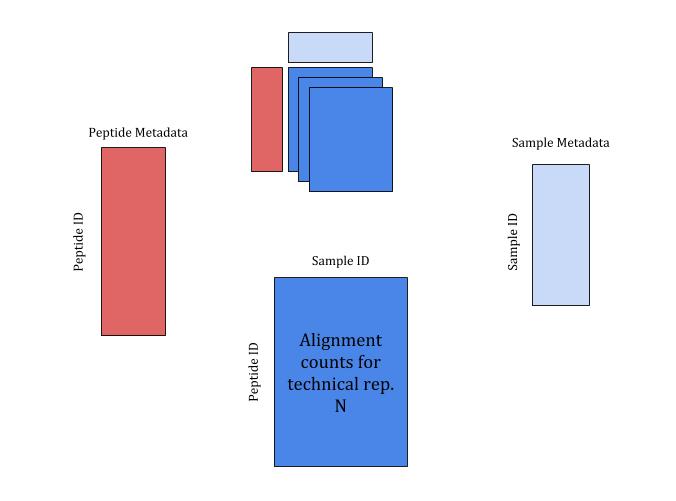 Peptide Metadata
Peptide ID
Sample Metadata
Sample ID
Sample ID
Peptide ID
Alignment
counts for
technical rep.
N